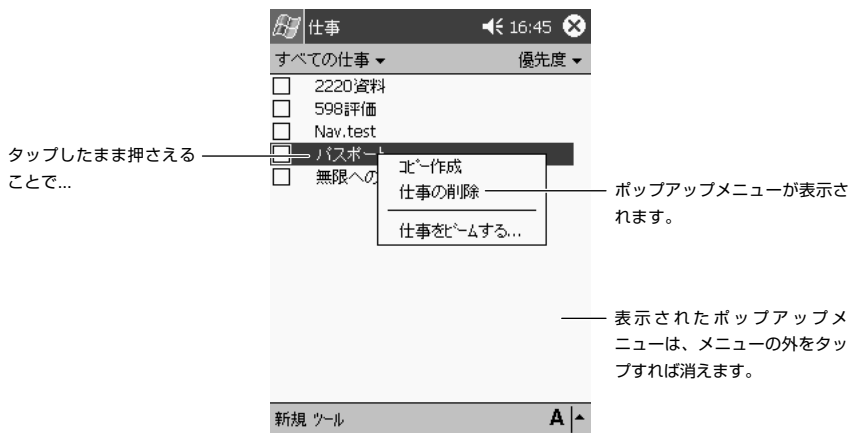 仕事 16:45
すべての仕事 優先度
2220資料
598評価
Nav.test
パスポート
無限への
コピー作成
仕事の削除
仕事をビームする...
新規 ツール A
タップしたまま押さえる
ことで...
ポップアップメニューが表示さ
れます。
表示されたポップアップメ
ニューは、メニューの外をタッ
プすれば消えます。